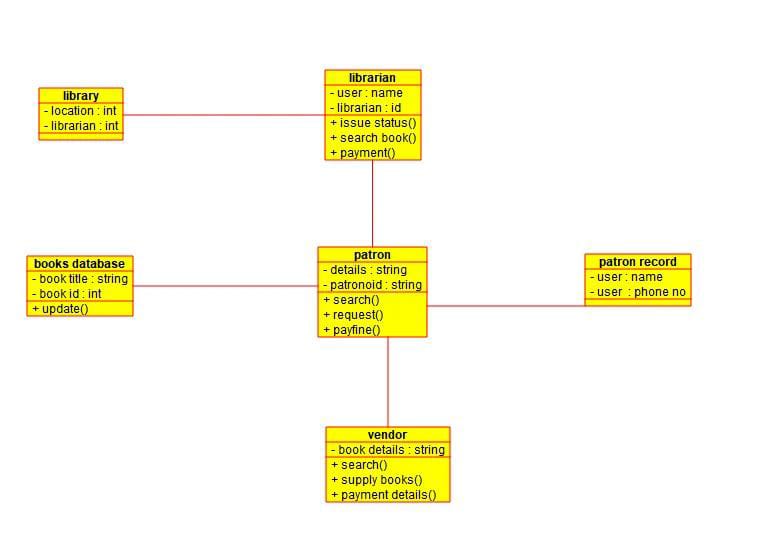 library
- location : int
- librarian : int
librarian
- user : name
- librarian : id
+ issue status()
+ search book()
+ payment()
books database
- book title : string
- book id : int
+ update()
patron
- details : string
- patronoid : string
+ search()
+ request()
+ payfine()
patron record
- user : name
- user : phone no
vendor
- book details : string
+ search()
+ supply books()
+ payment details()